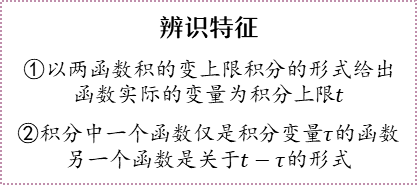 辨识特征
①以两函数积的变上限积分的形式给出
函数实际的变量为积分上限t
②积分中一个函数仅是积分变量τ的函数
另一个函数是关于t − τ的形式